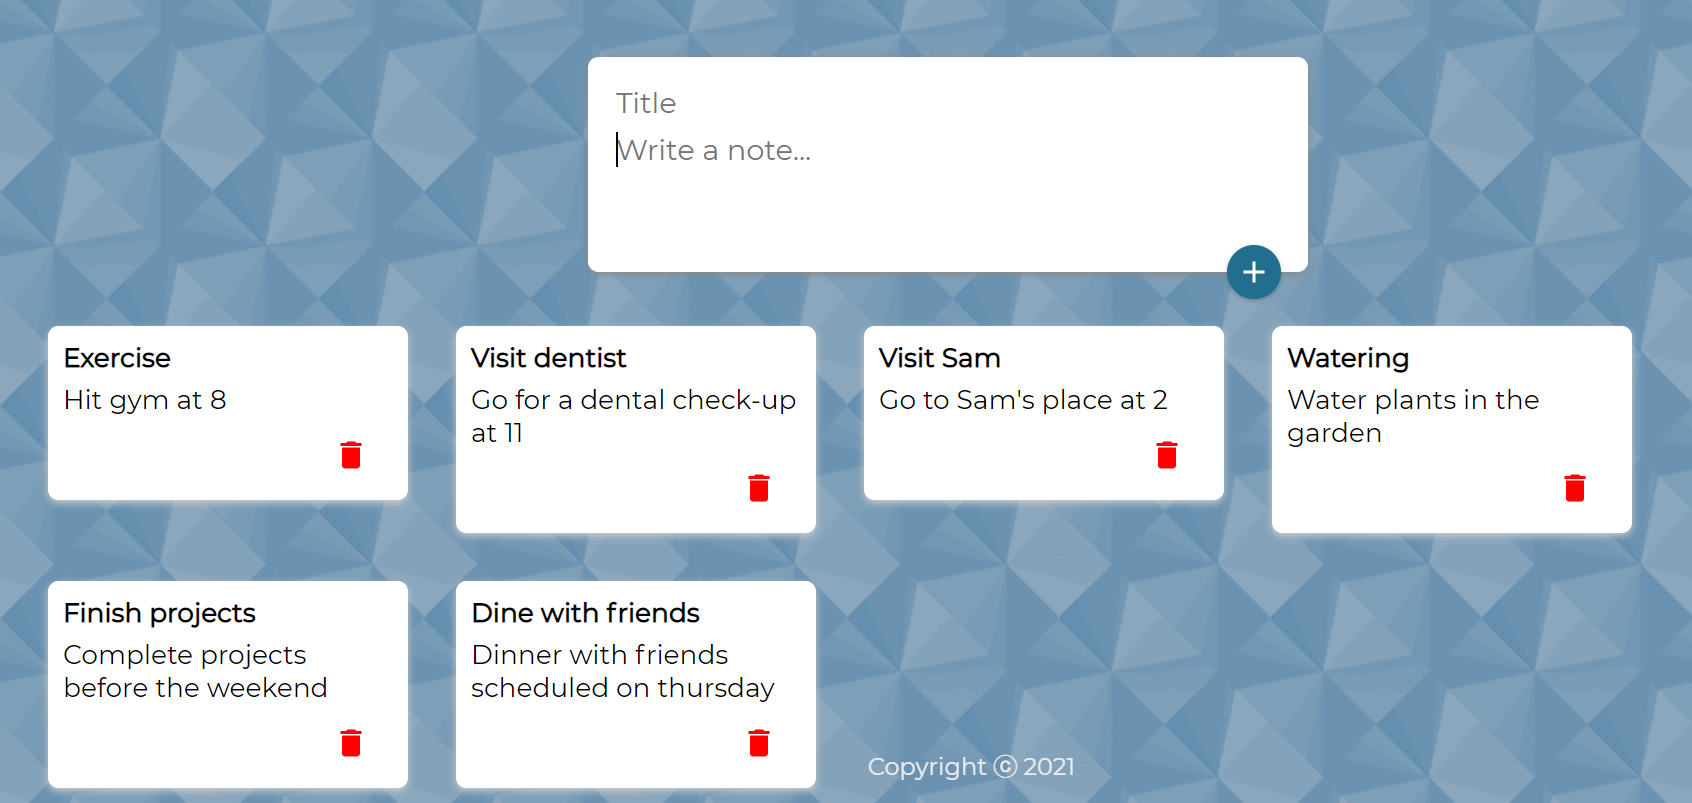 Title
Write a note...
Exercise
Hit gym at 8
Visit dentist
Go for a dental check-up
at 11
Visit Sam
Go to Sam's place at 2
Watering
Water plants in the
garden
Finish projects
Complete projects
before the weekend
Dine with friends
Dinner with friends
scheduled on thursday
Copyright ⓒ 2021